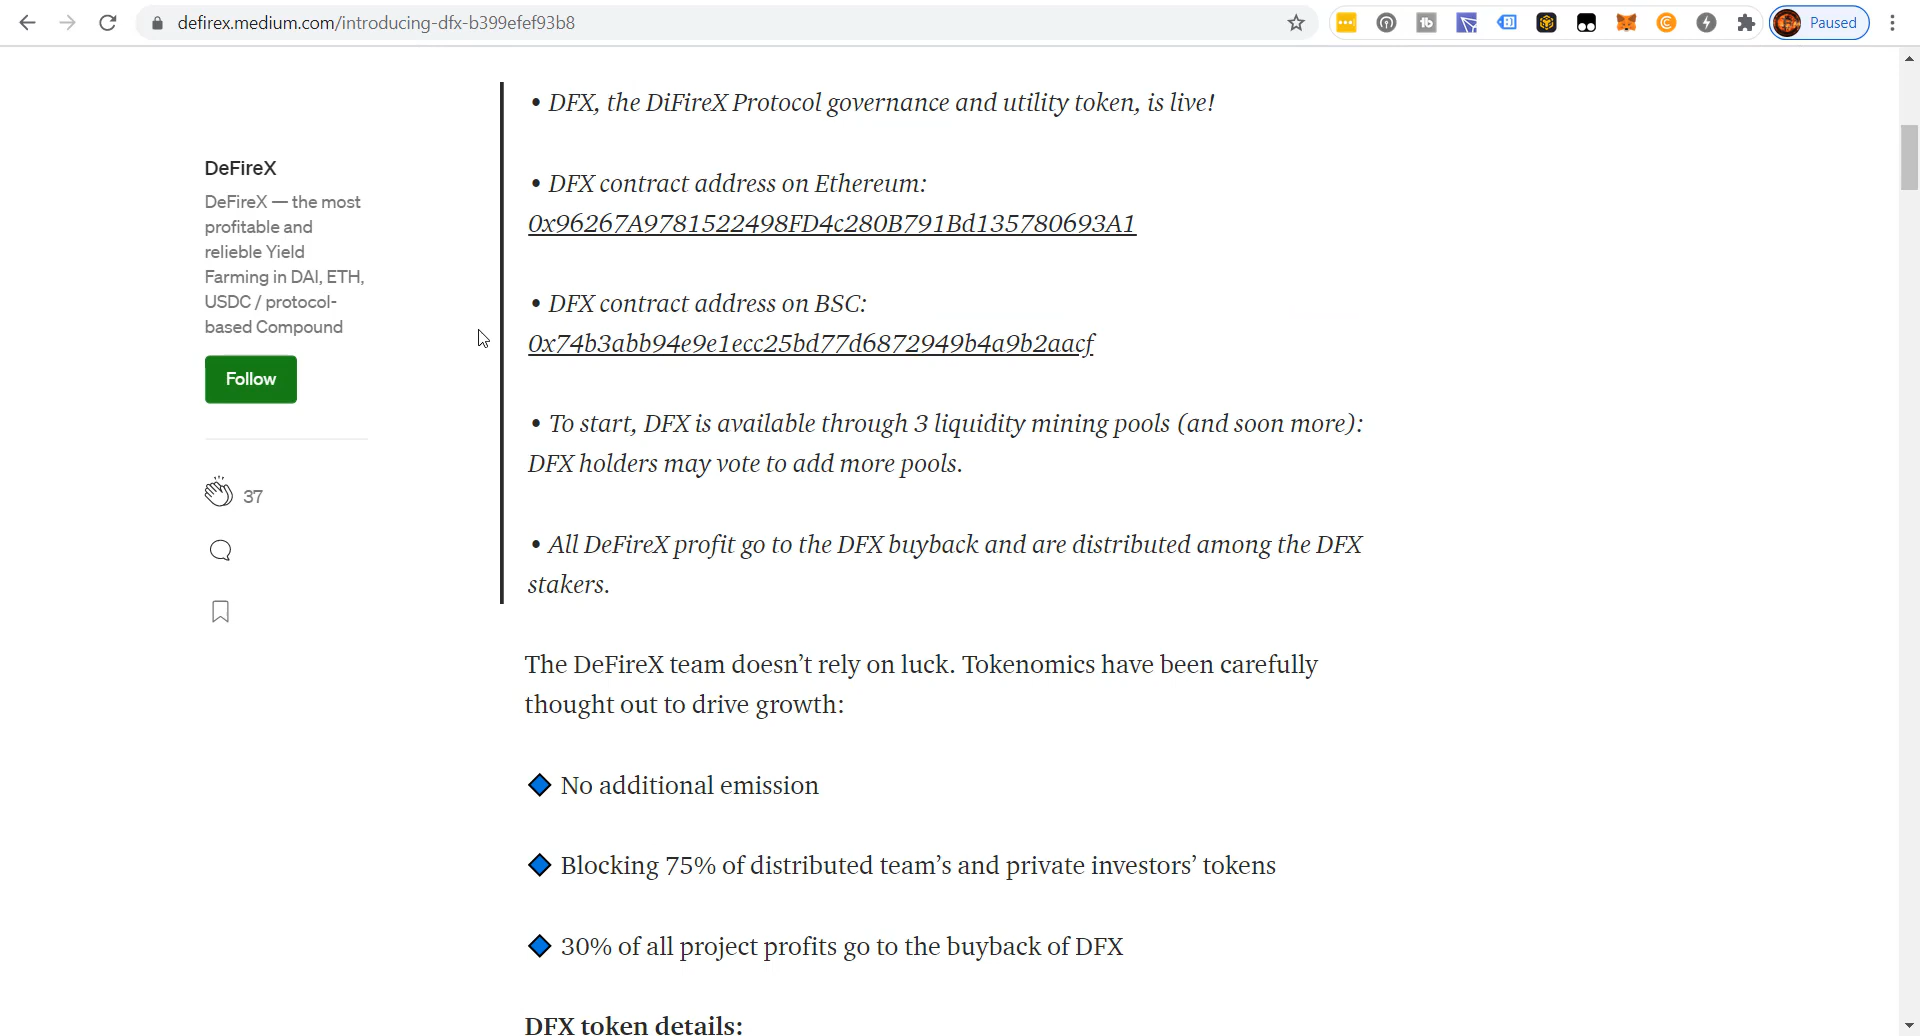 defirex.medium.com/introducing-dfx-b399efef93b8
Paused
• DFX, the DiFireX Protocol governance and utility token, is live!
• DFX contract address on Ethereum:
0x96267A9781522498FD4c280B791Bd135780693A1
• DFX contract address on BSC:
0x74b3abb94e9e1ecc25bd77d6872949b4a9b2aacf
• To start, DFX is available through 3 liquidity mining pools (and soon more):
DFX holders may vote to add more pools.
• All DeFireX profit go to the DFX buyback and are distributed among the DFX
stakers.
DeFireX
DeFireX — the most
profitable and
relieble Yield
Farming in DAI, ETH,
USDC / protocol-
based Compound
Follow
37
The DeFireX team doesn’t rely on luck. Tokenomics have been carefully
thought out to drive growth:
🔷 No additional emission
🔷 Blocking 75% of distributed team’s and private investors’ tokens
🔷 30% of all project profits go to the buyback of DFX
DFX token details: